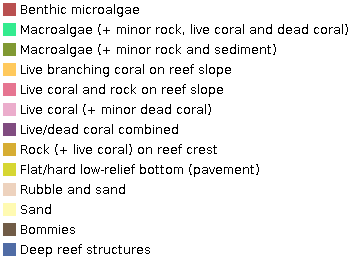 Benthic microalgae
Macroalgae (+ minor rock, live coral and dead coral)
Macroalgae (+ minor rock and sediment)
Live branching coral on reef slope
Live coral and rock on reef slope
Live coral (+ minor dead coral)
Live/dead coral combined
Rock (+ live coral) on reef crest
Flat/hard low-relief bottom (pavement)
Rubble and sand
Sand
Bommies
Deep reef structures